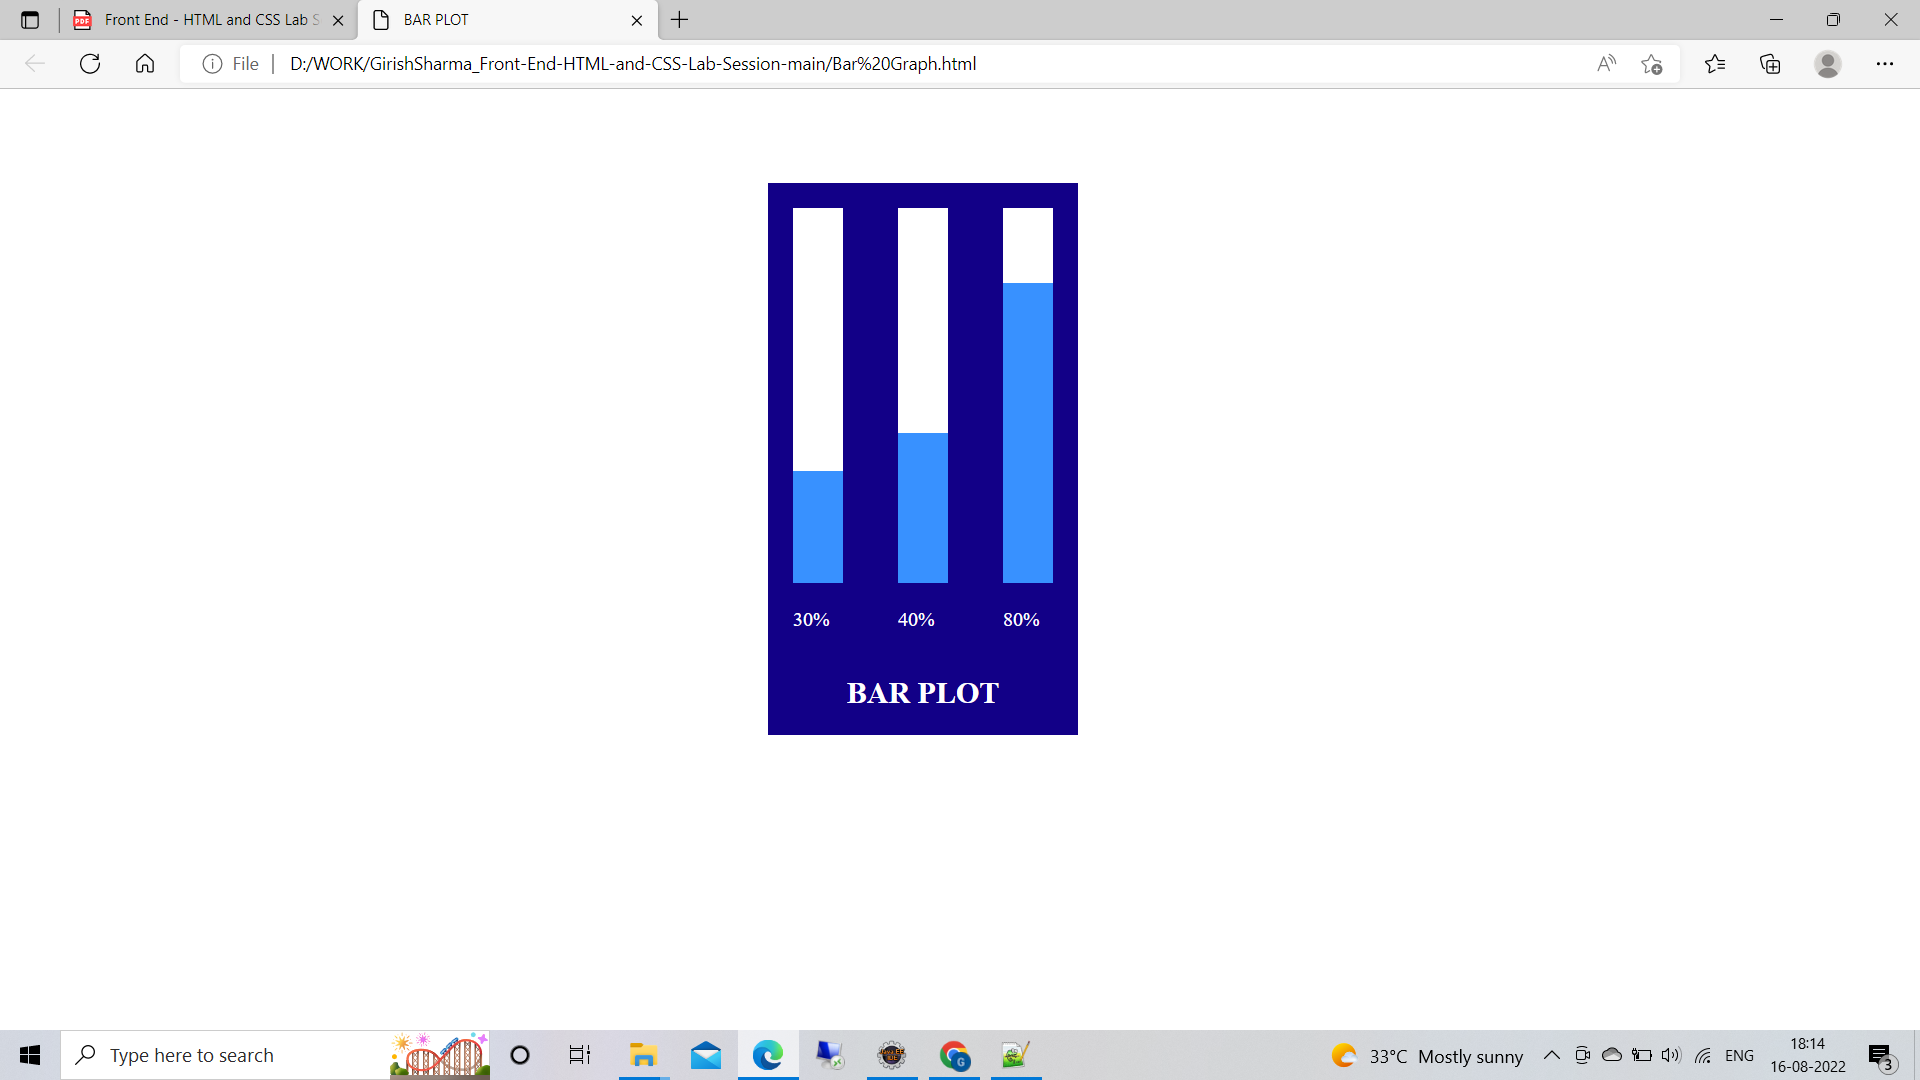 Front End - HTML and CSS Lab S
BAR PLOT
File
D:/WORK/GirishSharma_Front-End-HTML-and-CSS-Lab-Session-main/Bar%20Graph.html
30% 40% 80%
BAR PLOT
Type here to search
33°C Mostly sunny
ENG
18:14
16-08-2022
3